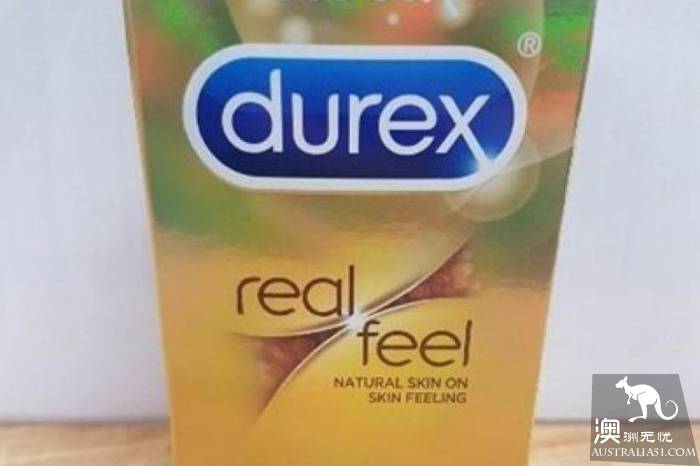 durex®
real
feel
NATURAL SKIN ON
SKIN FEELING
澳洲无忧
AUSTRALIA51.COM